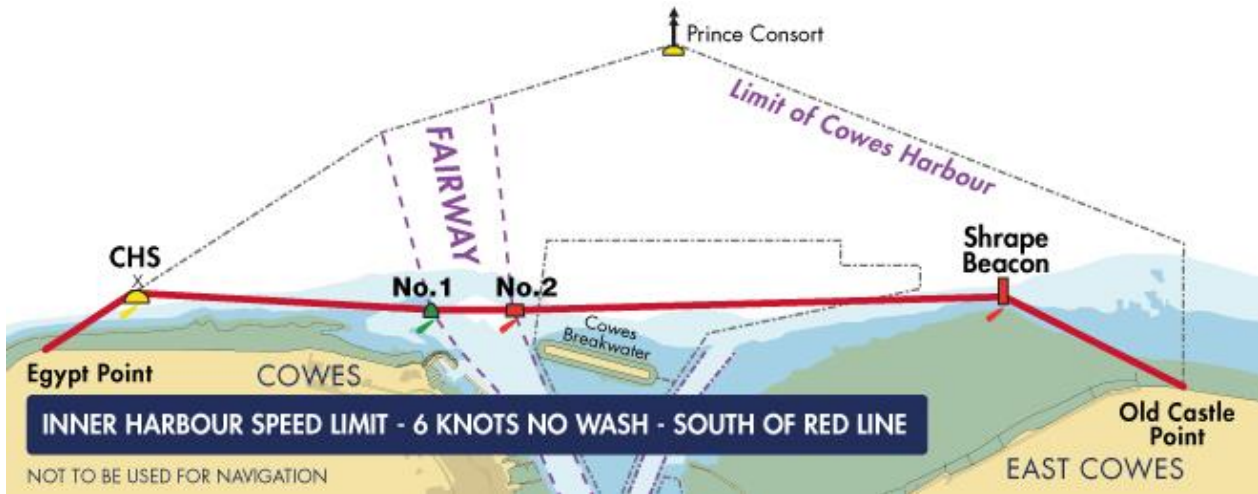 Prince Consort
Limit of Cowes Harbour
FAIRWAY
CHS
Shrape
Beacon
No.1
No.2
Cowes
Breakwater
Egypt Point
COWES
INNER HARBOUR SPEED LIMIT - 6 KNOTS NO WASH - SOUTH OF RED LINE
Old Castle
Point
EAST COWES
NOT TO BE USED FOR NAVIGATION